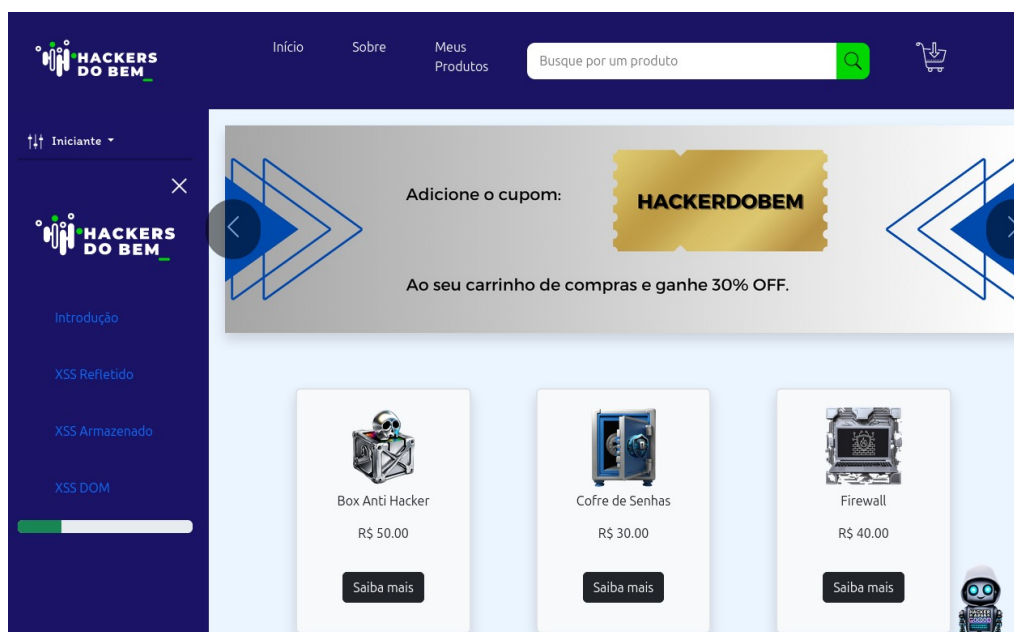 HACKERS
DO BEM_
Início
Sobre
Meus
Produtos
Busque por um produto
Iniciante
HACKERS
DO BEM_
Introdução
XSS Refletido
XSS Armazenado
XSS DOM
Adicione o cupom:
HACKERDOBEM
Ao seu carrinho de compras e ganhe 30% OFF.
Box Anti Hacker
R$ 50.00
Saiba mais
Cofre de Senhas
R$ 30.00
Saiba mais
Firewall
R$ 40.00
Saiba mais